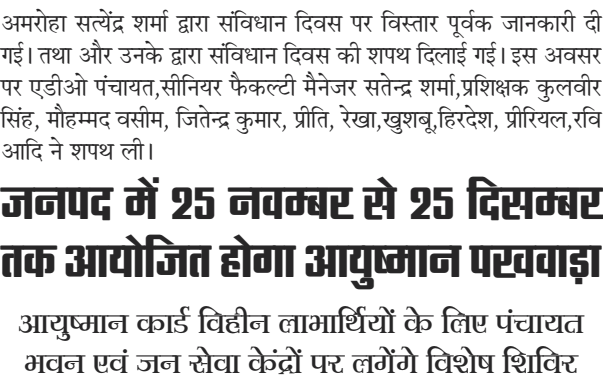 अमरोहा सत्येंद्र शर्मा द्वारा संविधान दिवस पर विस्तार पूर्वक जानकारी दी
गई। तथा और उनके द्वारा संविधान दिवस की शपथ दिलाई गई। इस अवसर
पर एडीओ पंचायत,सीनियर फैकल्टी मैनेजर सतेन्द्र शर्मा,प्रशिक्षक कुलवीर
सिंह, मौहम्मद वसीम, जितेन्द्र कुमार, प्रीति, रेखा,खुशबू,हिरदेश, प्रीरियल,रवि
आदि ने शपथ ली।
जनपद में 25 नवम्बर से 25 दिसम्बर
तक आयोजित होगा आयुष्मान पखवाड़ा
आयुष्मान कार्ड विहीन लाभार्थियों के लिए पंचायत
भवन एवं जन सेवा केंद्रों पर लगेंगे विशेष शिविर